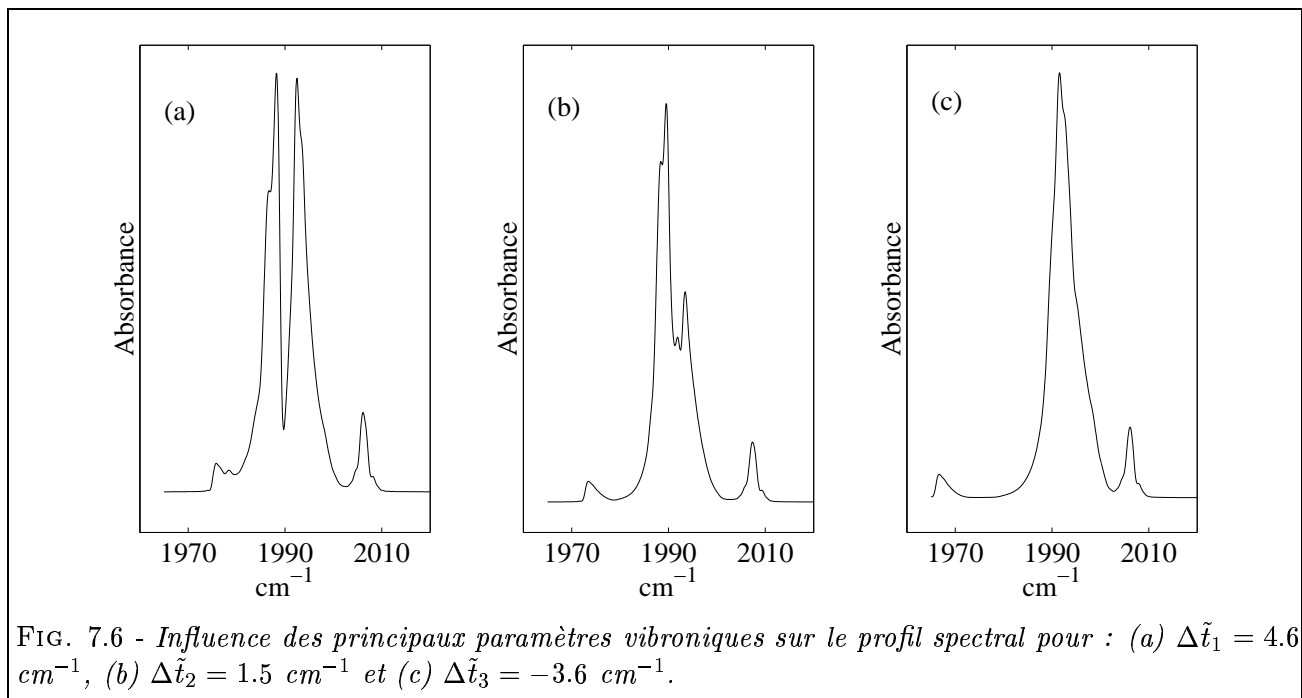 (a)
Absorbance
1970 1990 2010
cm⁻¹
(b)
Absorbance
1970 1990 2010
cm⁻¹
(c)
Absorbance
1970 1990 2010
cm⁻¹
FIG. 7.6 - Influence des principaux paramètres vibroniques sur le profil spectral pour : (a) Δt̃₁ = 4.6
cm⁻¹, (b) Δt̃₂ = 1.5 cm⁻¹ et (c) Δt̃₃ = −3.6 cm⁻¹.